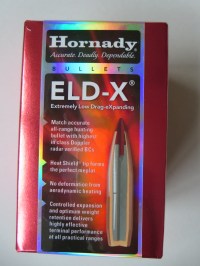 Hornady®
Accurate. Deadly. Dependable.
BULLETS
ELD-X®
Extremely Low Drag-eXpanding
Match accurate
all-range hunting
bullet with highest
in class Doppler
radar verified BCs
Heat Shield® tip forms
the perfect meplat
No deformation from
aerodynamic heating
Controlled expansion
and optimum weight
retention delivers
highly effective
terminal performance
at all practical ranges